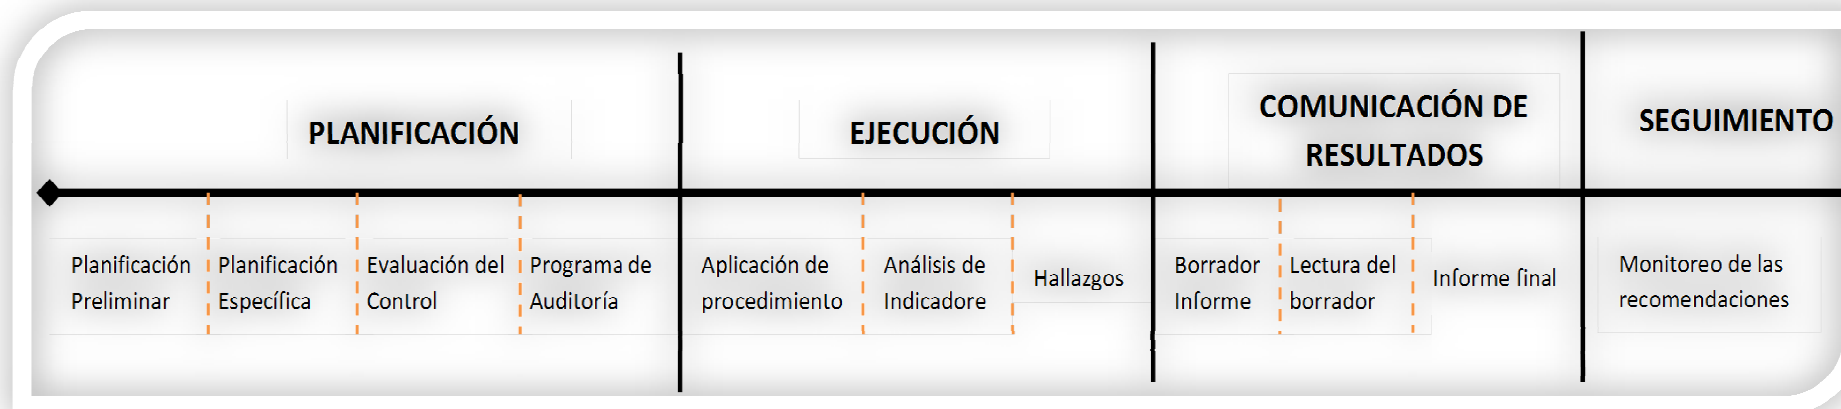 PLANIFICACIÓN
EJECUCIÓN
COMUNICACIÓN DE
RESULTADOS
SEGUIMIENTO
Planificación
Preliminar
Planificación
Específica
Evaluación del
Control
Programa de
Auditoría
Aplicación de
procedimiento
Análisis de
Indicadore
Hallazgos
Borrador
Informe
Lectura del
borrador
Informe final
Monitoreo de las
recomendaciones